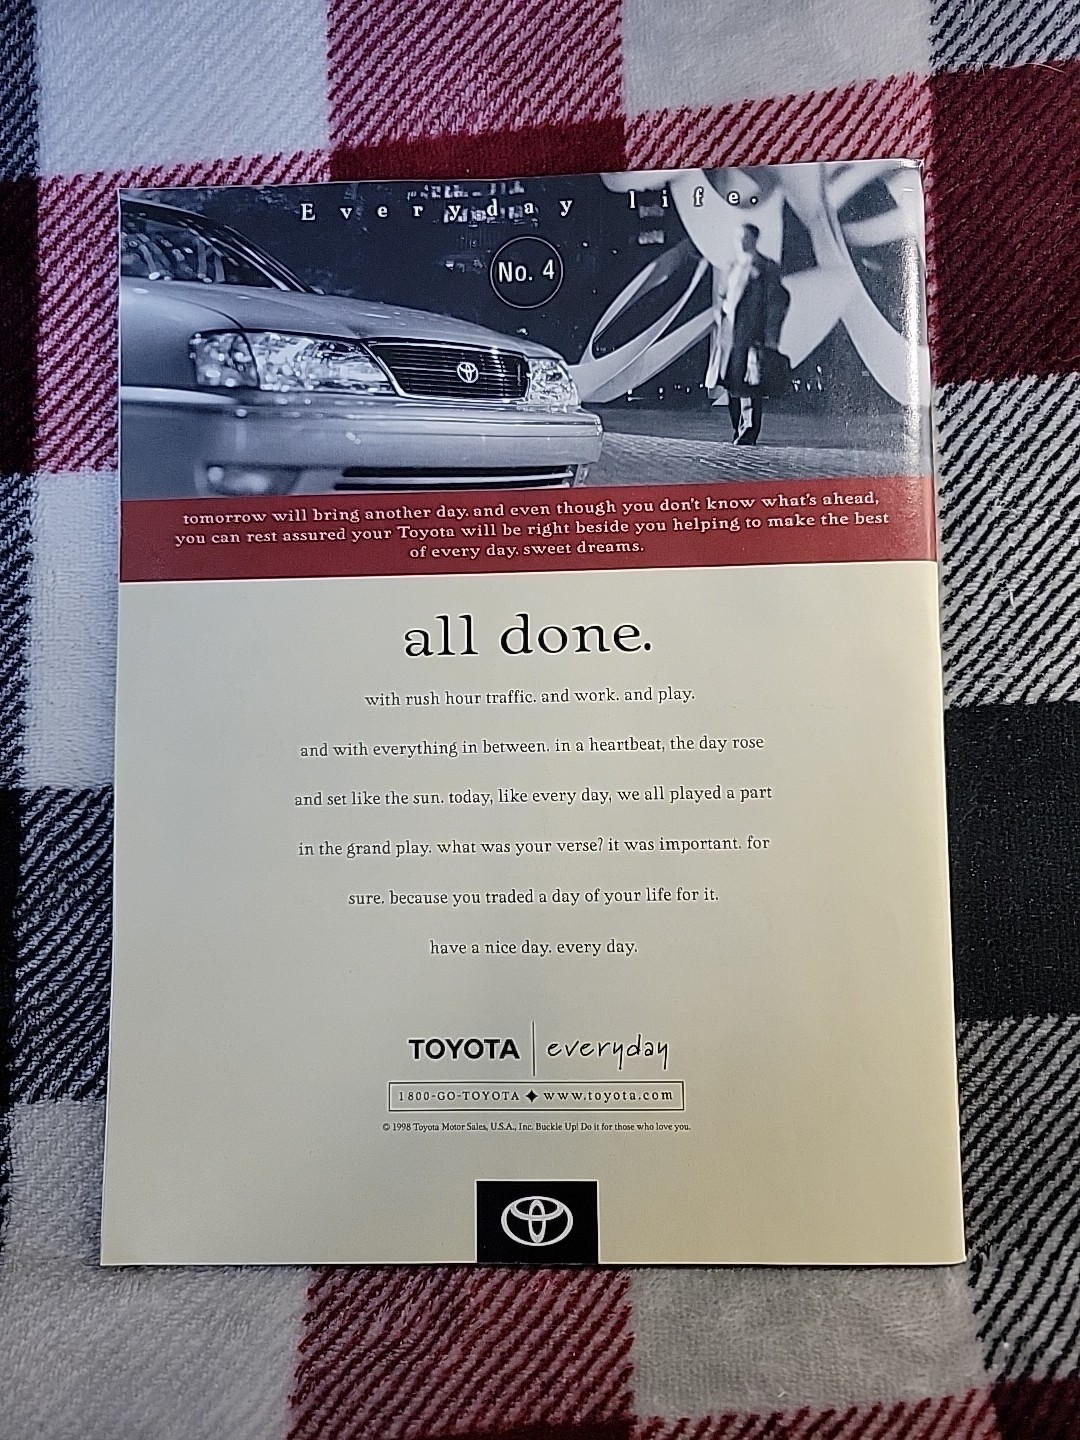 Everyday life.
No. 4
tomorrow will bring another day. and even though you don't know what's ahead,
you can rest assured your Toyota will be right beside you helping to make the best
of every day. sweet dreams.
all done.
with rush hour traffic. and work. and play.
and with everything in between. in a heartbeat, the day rose
and set like the sun. today, like every day, we all played a part
in the grand play. what was your verse? it was important. for
sure. because you traded a day of your life for it.
have a nice day. every day.
TOYOTA | everyday
1800-GO-TOYOTA ✦ www.toyota.com
© 1998 Toyota Motor Sales, U.S.A., Inc. Buckle Up! Do it for those who love you.